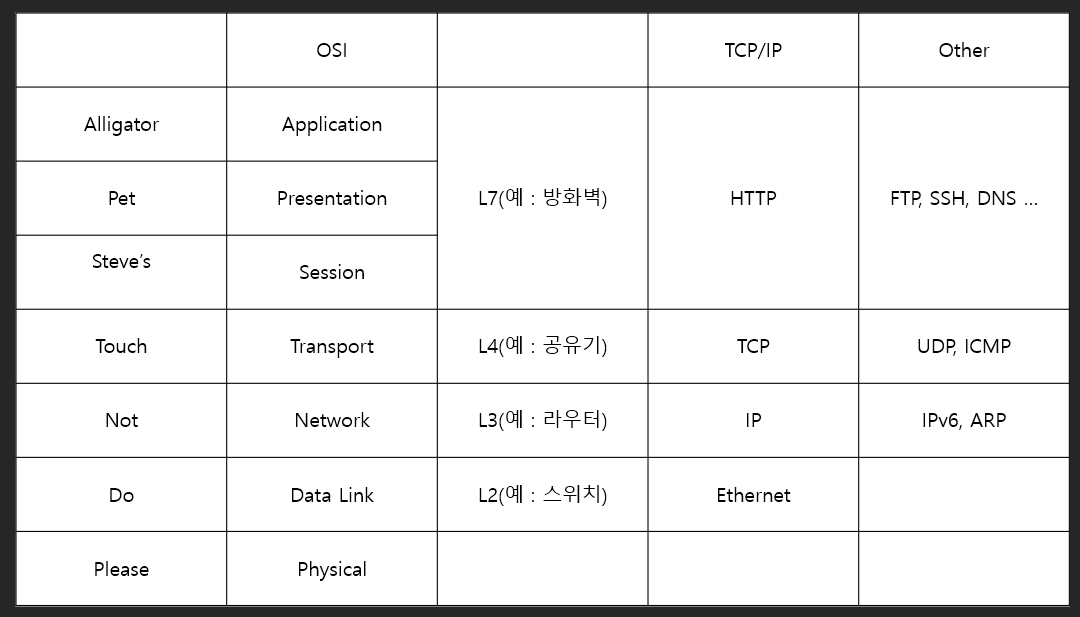 OSI TCP/IP Other
Alligator Application
Pet Presentation L7(예 : 방화벽) HTTP FTP, SSH, DNS ...
Steve’s Session
Touch Transport L4(예 : 공유기) TCP UDP, ICMP
Not Network L3(예 : 라우터) IP IPv6, ARP
Do Data Link L2(예 : 스위치) Ethernet
Please Physical